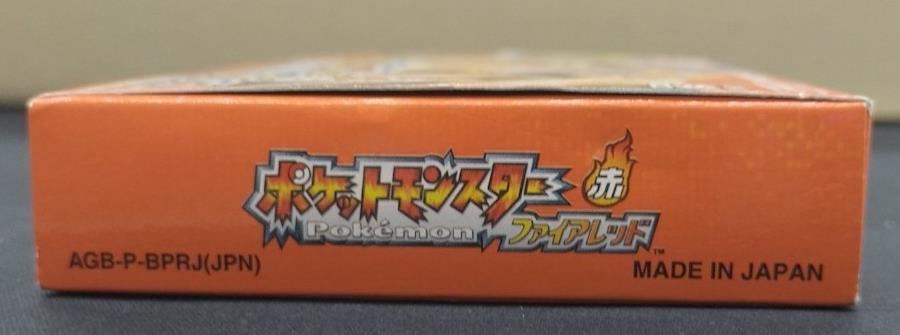 ポケットモンスター
赤
Pokémon
ファイアレッド
™
AGB-P-BPRJ(JPN)
MADE IN JAPAN